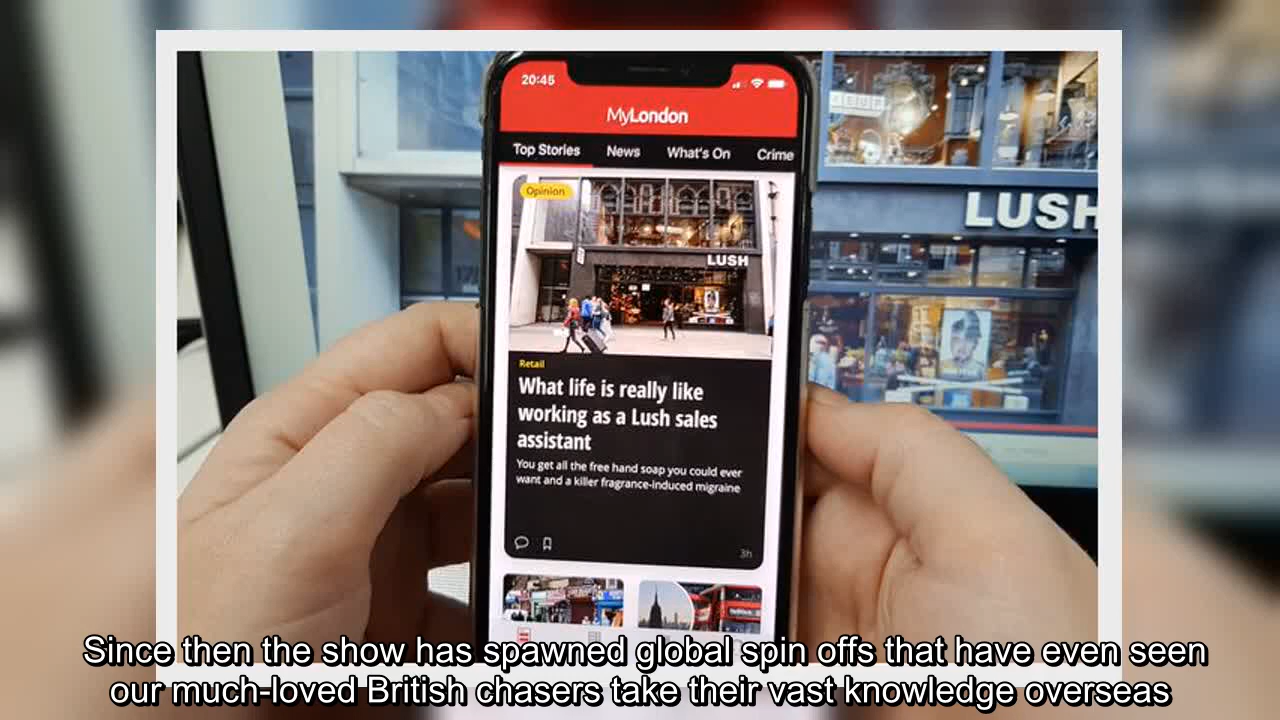 20:45
MyLondon
Top Stories News What's On Crime
Opinion
LUSH
LUSH
Retail
What life is really like
working as a Lush sales
assistant
You get all the free hand soap you could ever
want and a killer fragrance-induced migraine
3h
Since then the show has spawned global spin offs that have even seen
our much-loved British chasers take their vast knowledge overseas